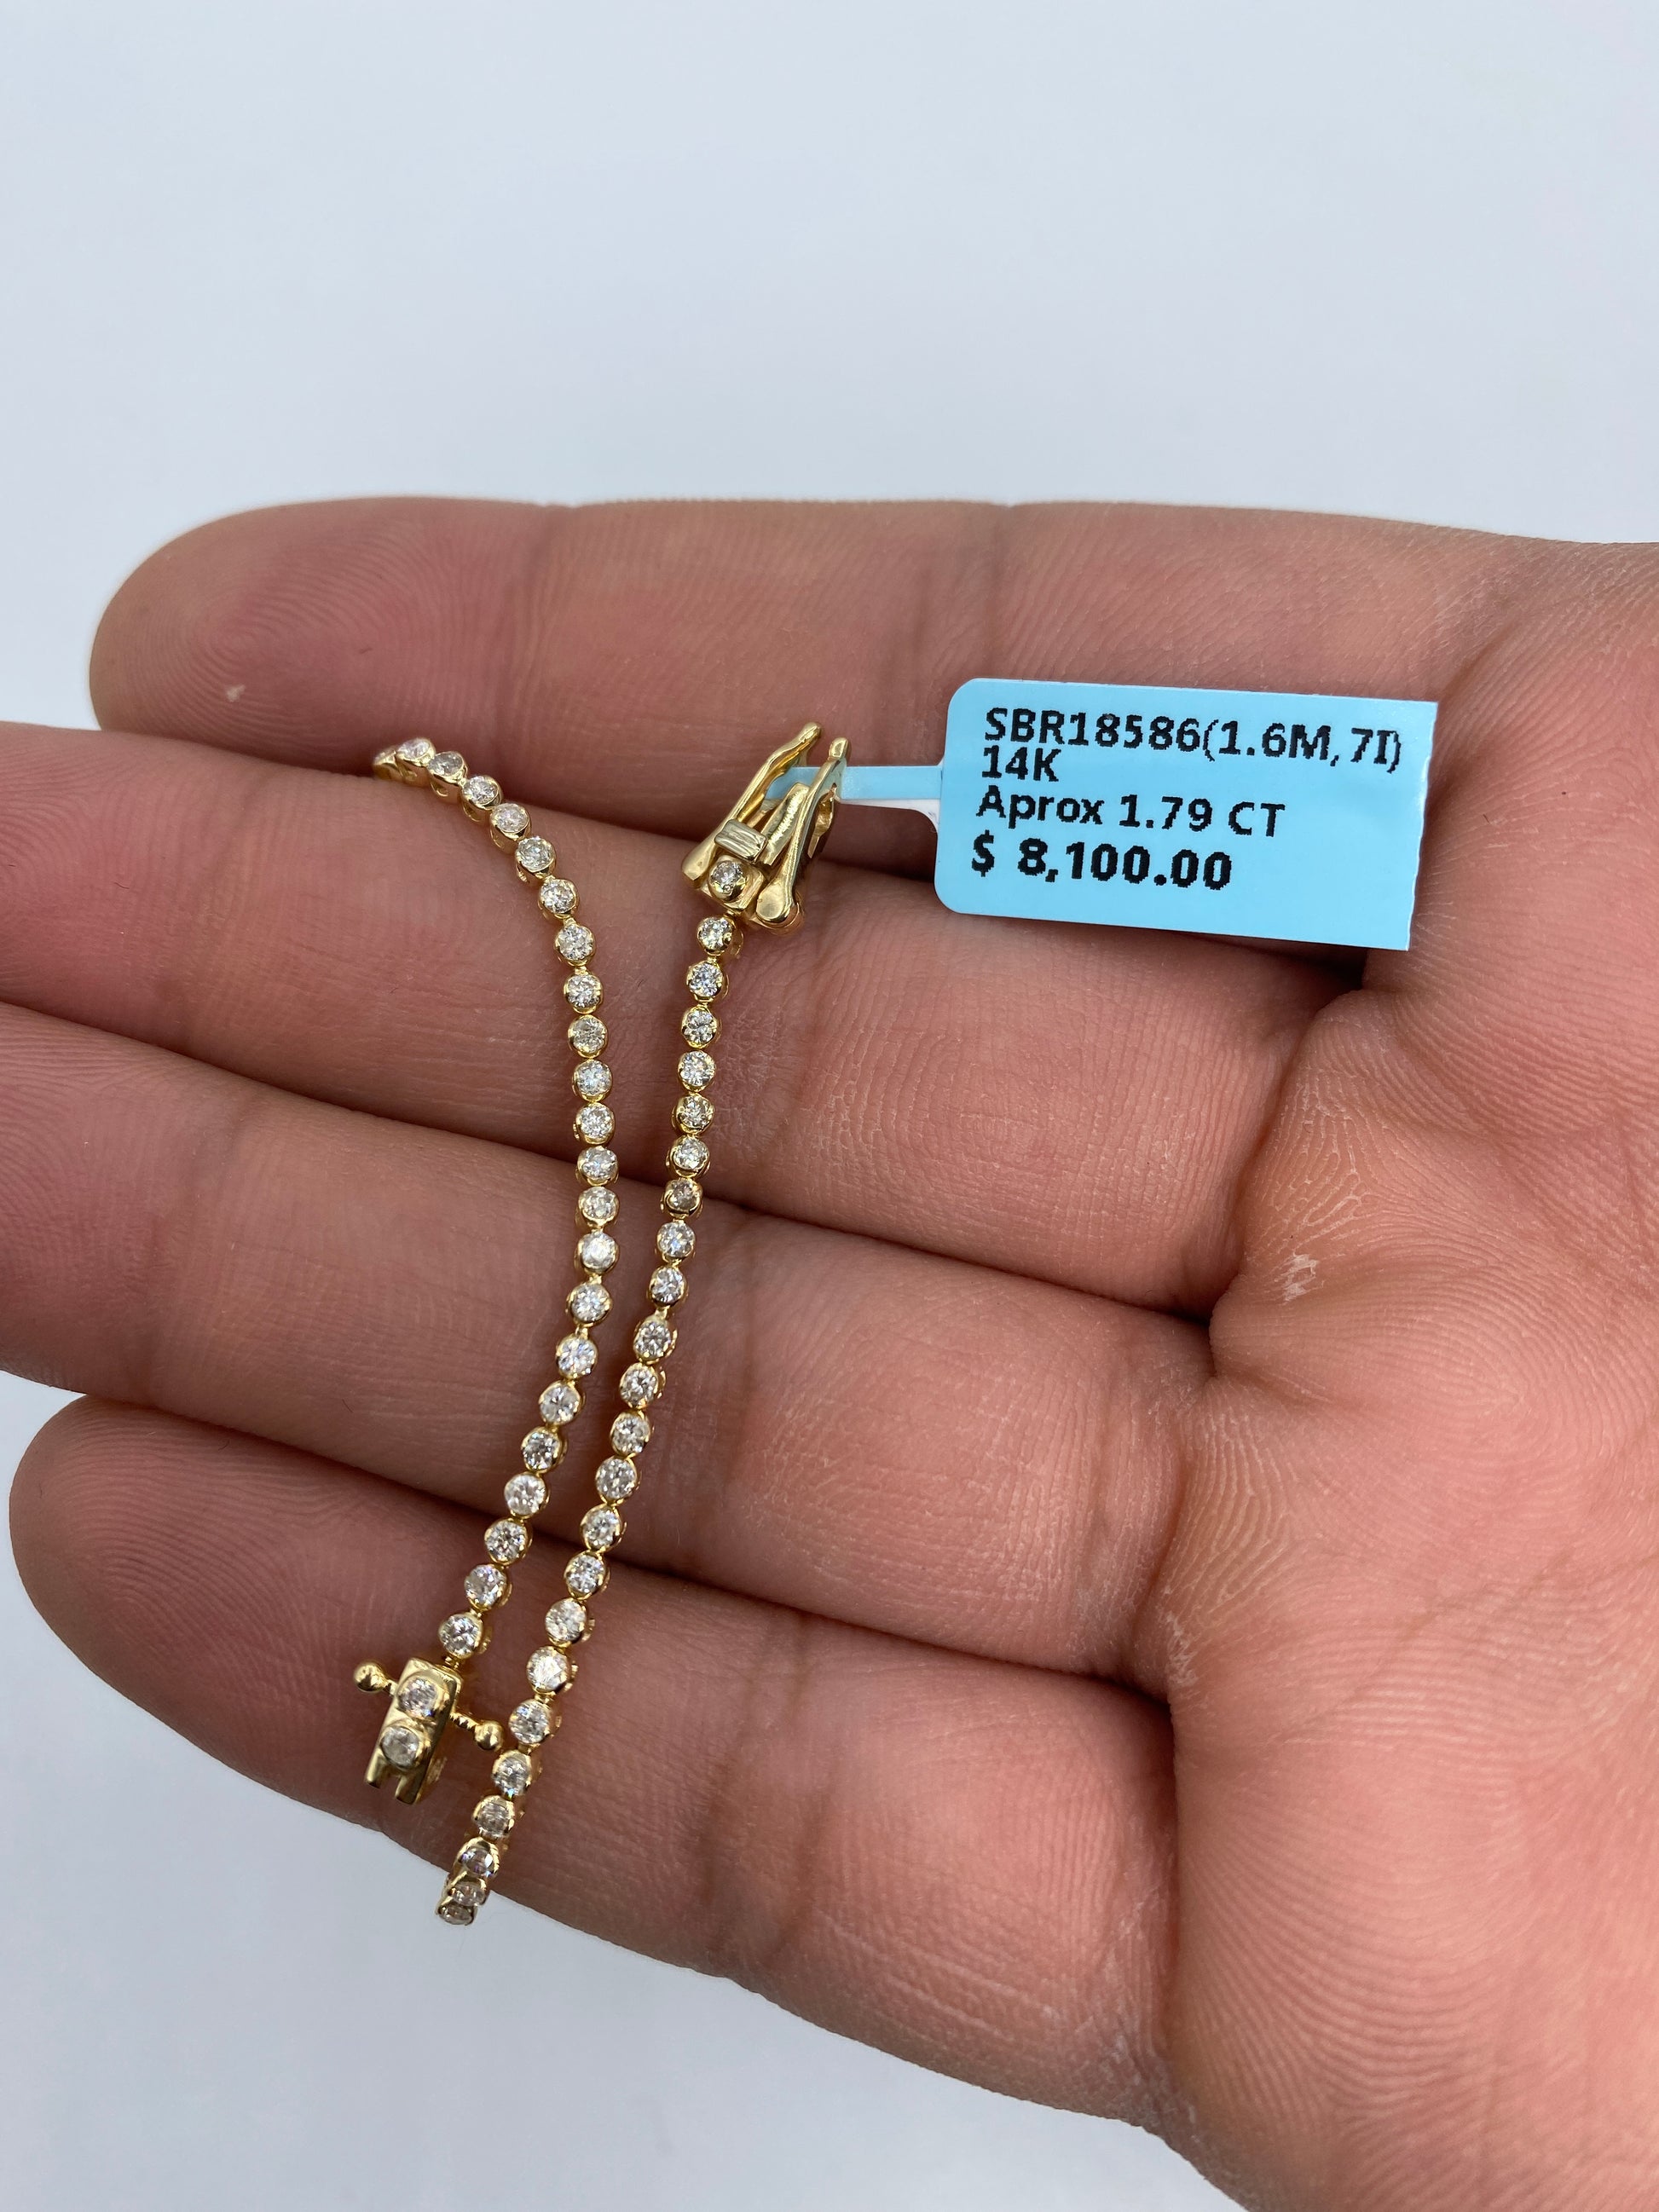 SBR18586(1.6M,7I)
14K
Aprox 1.79 CT
$ 8,100.00